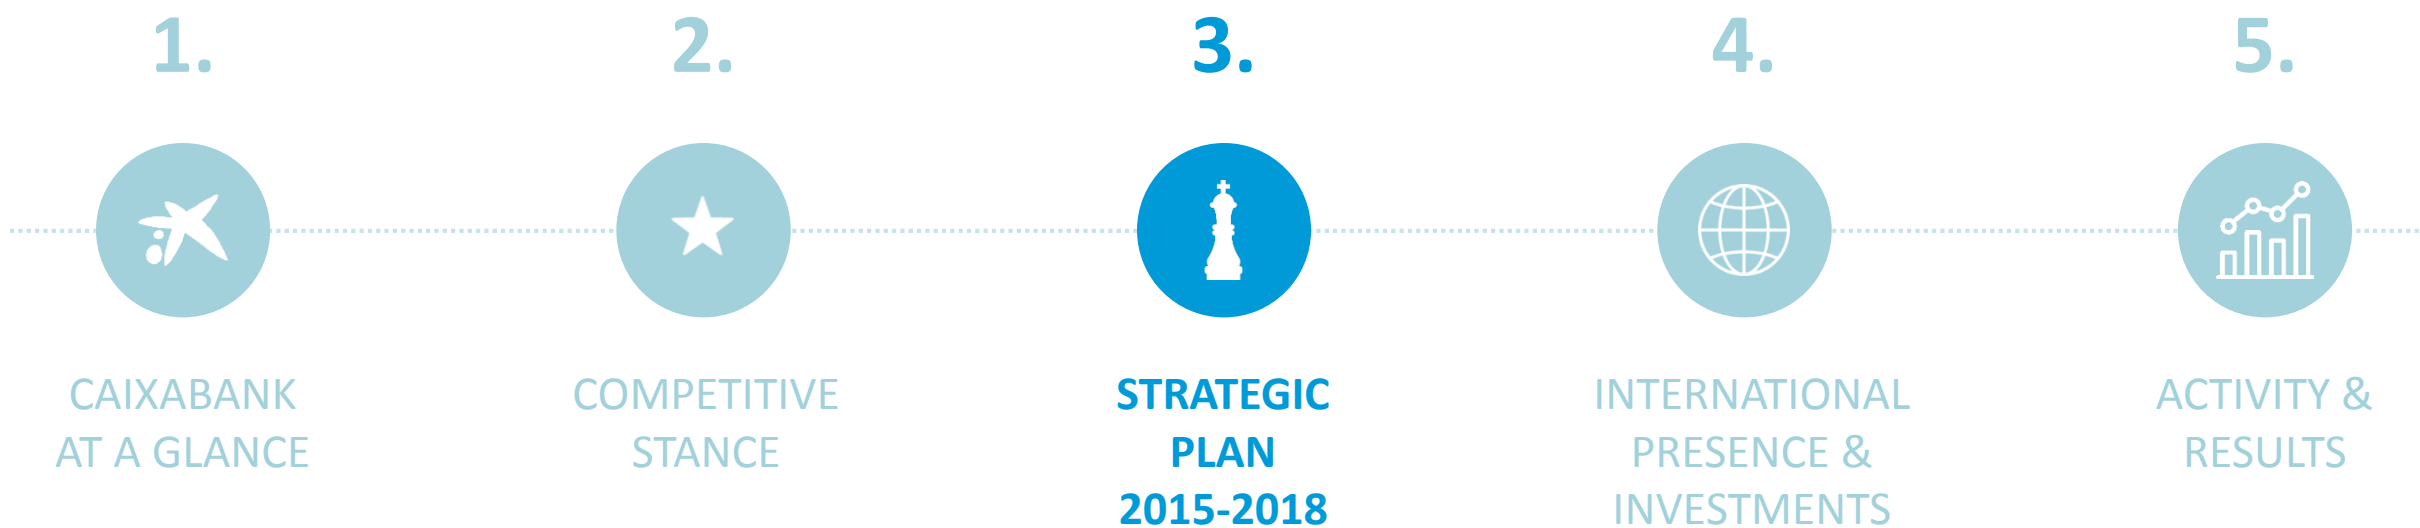 1.
CAIXABANK
AT A GLANCE
2.
COMPETITIVE
STANCE
3.
STRATEGIC
PLAN
2015-2018
4.
INTERNATIONAL
PRESENCE &
INVESTMENTS
5.
ACTIVITY &
RESULTS